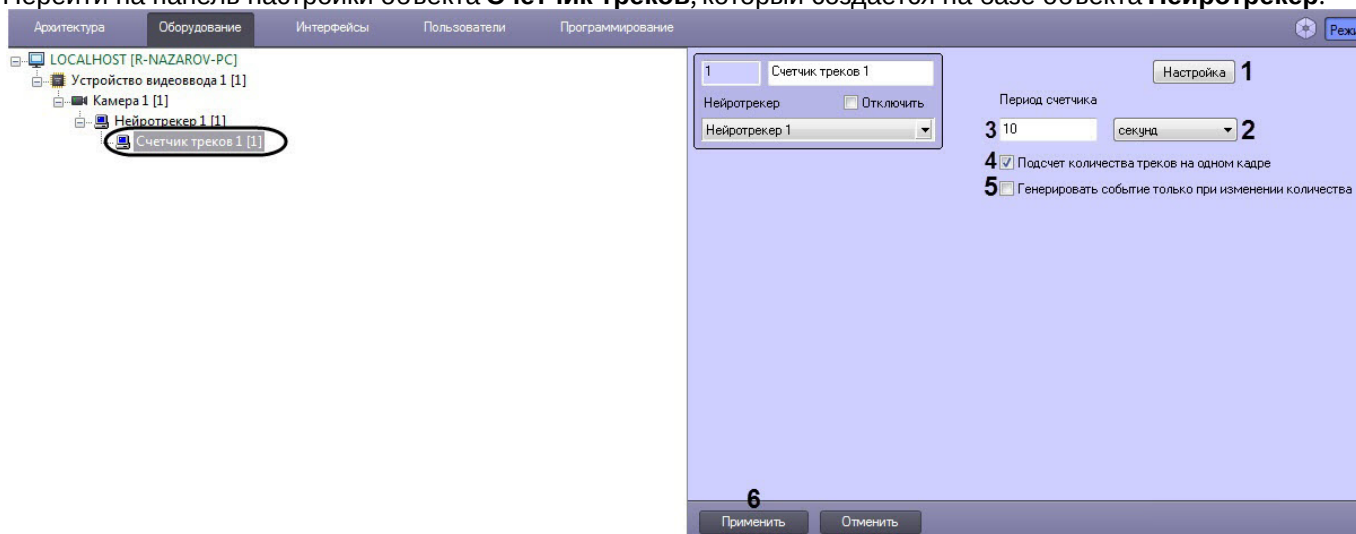 Перейти на панель настройки объекта Счетчик треков, который создается на базе объекта Нейротрекер.
Архитектура Оборудование Интерфейсы Пользователи Программирование
LOCALHOST [R-NAZAROV-PC]
Устройство видеоввода 1 [1]
Камера 1 [1]
Нейротрекер 1 [1]
Счетчик треков 1 [1]
1 Счетчик треков 1
Нейротрекер Отключить
Нейротрекер 1
Настройка 1
Период счетчика
3 10 секунд 2
4 Подсчет количества треков на одном кадре
5 Генерировать событие только при изменении количества
6
Применить Отменить